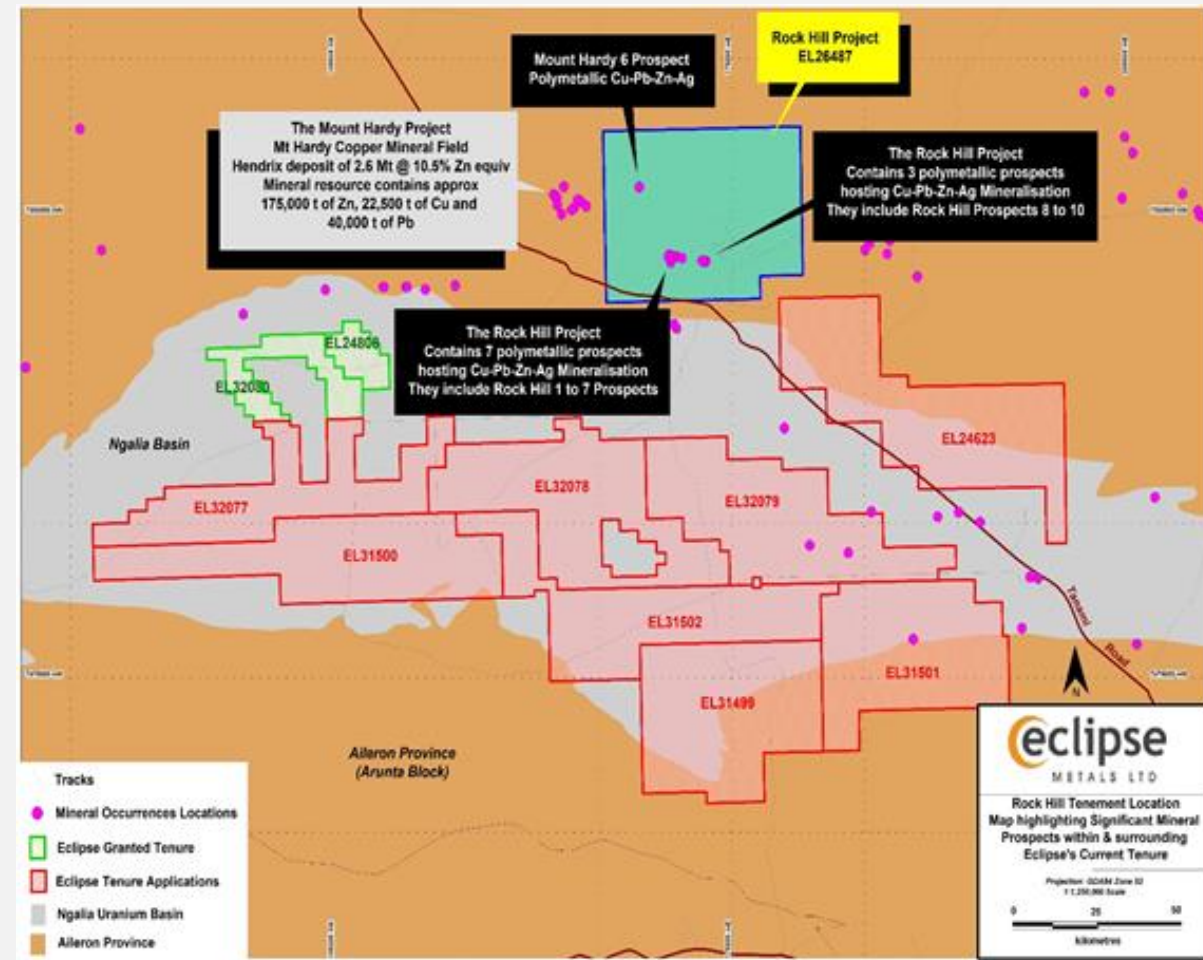 Rock Hill Project
EL26487
Mount Hardy 6 Prospect
Polymetallic Cu-Pb-Zn-Ag
The Mount Hardy Project
Mt Hardy Copper Mineral Field
Hendrix deposit of 2.6 Mt @ 10.5% Zn equiv
Mineral resource contains approx
175,000 t of Zn, 22,500 t of Cu and
40,000 t of Pb
The Rock Hill Project
Contains 3 polymetallic prospects
hosting Cu-Pb-Zn-Ag Mineralisation
They include Rock Hill Prospects 8 to 10
The Rock Hill Project
Contains 7 polymetallic prospects
hosting Cu-Pb-Zn-Ag Mineralisation
They include Rock Hill 1 to 7 Prospects
EL24806
EL32080
Ngalia Basin
EL24623
EL32077
EL32078
EL32079
EL31500
EL31502
EL31501
EL31499
Tanami Road
N
Aileron Province
(Arunta Block)
Tracks
Mineral Occurrences Locations
Eclipse Granted Tenure
Eclipse Tenure Applications
Ngalia Uranium Basin
Aileron Province
eclipse
METALS LTD
Rock Hill Tenement Location
Map highlighting Significant Mineral
Prospects within & surrounding
Eclipse's Current Tenure
0 25 50
kilometres